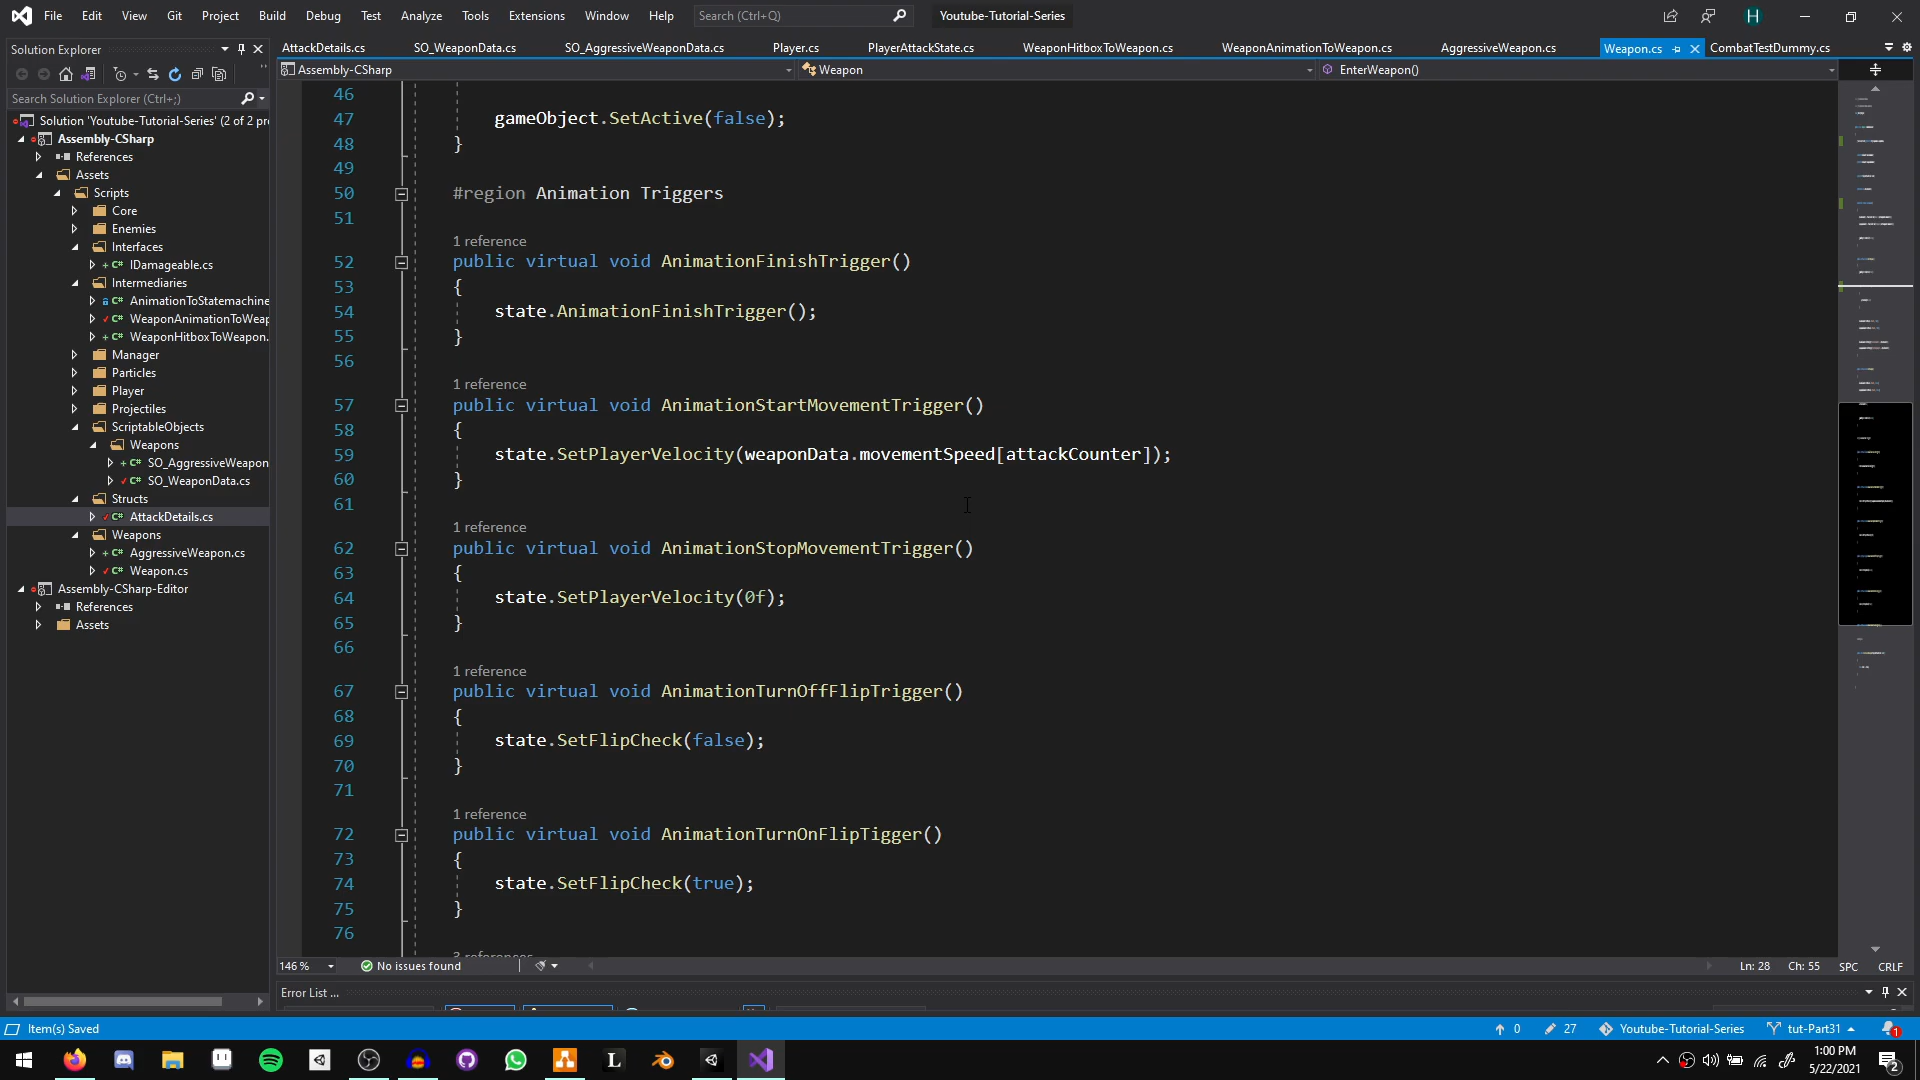 File Edit View Git Project Build Debug Test Analyze Tools Extensions Window Help Search (Ctrl+Q) Youtube-Tutorial-Series H
Solution Explorer
Search Solution Explorer (Ctrl+;)
Solution 'Youtube-Tutorial-Series' (2 of 2 pr
Assembly-CSharp
References
Assets
Scripts
Core
Enemies
Interfaces
IDamageable.cs
Intermediaries
AnimationToStatemachine
WeaponAnimationToWeap
WeaponHitboxToWeapon.
Manager
Particles
Player
Projectiles
ScriptableObjects
Weapons
SO_AggressiveWeapon
SO_WeaponData.cs
Structs
AttackDetails.cs
Weapons
AggressiveWeapon.cs
Weapon.cs
Assembly-CSharp-Editor
References
Assets
AttackDetails.cs SO_WeaponData.cs SO_AggressiveWeaponData.cs Player.cs PlayerAttackState.cs WeaponHitboxToWeapon.cs WeaponAnimationToWeapon.cs AggressiveWeapon.cs Weapon.cs CombatTestDummy.cs
Assembly-CSharp Weapon EnterWeapon()
46
47 gameObject.SetActive(false);
48 }
49
50 #region Animation Triggers
51
1 reference
52 public virtual void AnimationFinishTrigger()
53 {
54 state.AnimationFinishTrigger();
55 }
56
1 reference
57 public virtual void AnimationStartMovementTrigger()
58 {
59 state.SetPlayerVelocity(weaponData.movementSpeed[attackCounter]);
60 }
61
1 reference
62 public virtual void AnimationStopMovementTrigger()
63 {
64 state.SetPlayerVelocity(0f);
65 }
66
1 reference
67 public virtual void AnimationTurnOffFlipTrigger()
68 {
69 state.SetFlipCheck(false);
70 }
71
1 reference
72 public virtual void AnimationTurnOnFlipTigger()
73 {
74 state.SetFlipCheck(true);
75 }
76
146 % No issues found Ln: 28 Ch: 55 SPC CRLF
Error List ...
Item(s) Saved 0 27 Youtube-Tutorial-Series tut-Part31 1
L
1:00 PM
5/22/2021
2